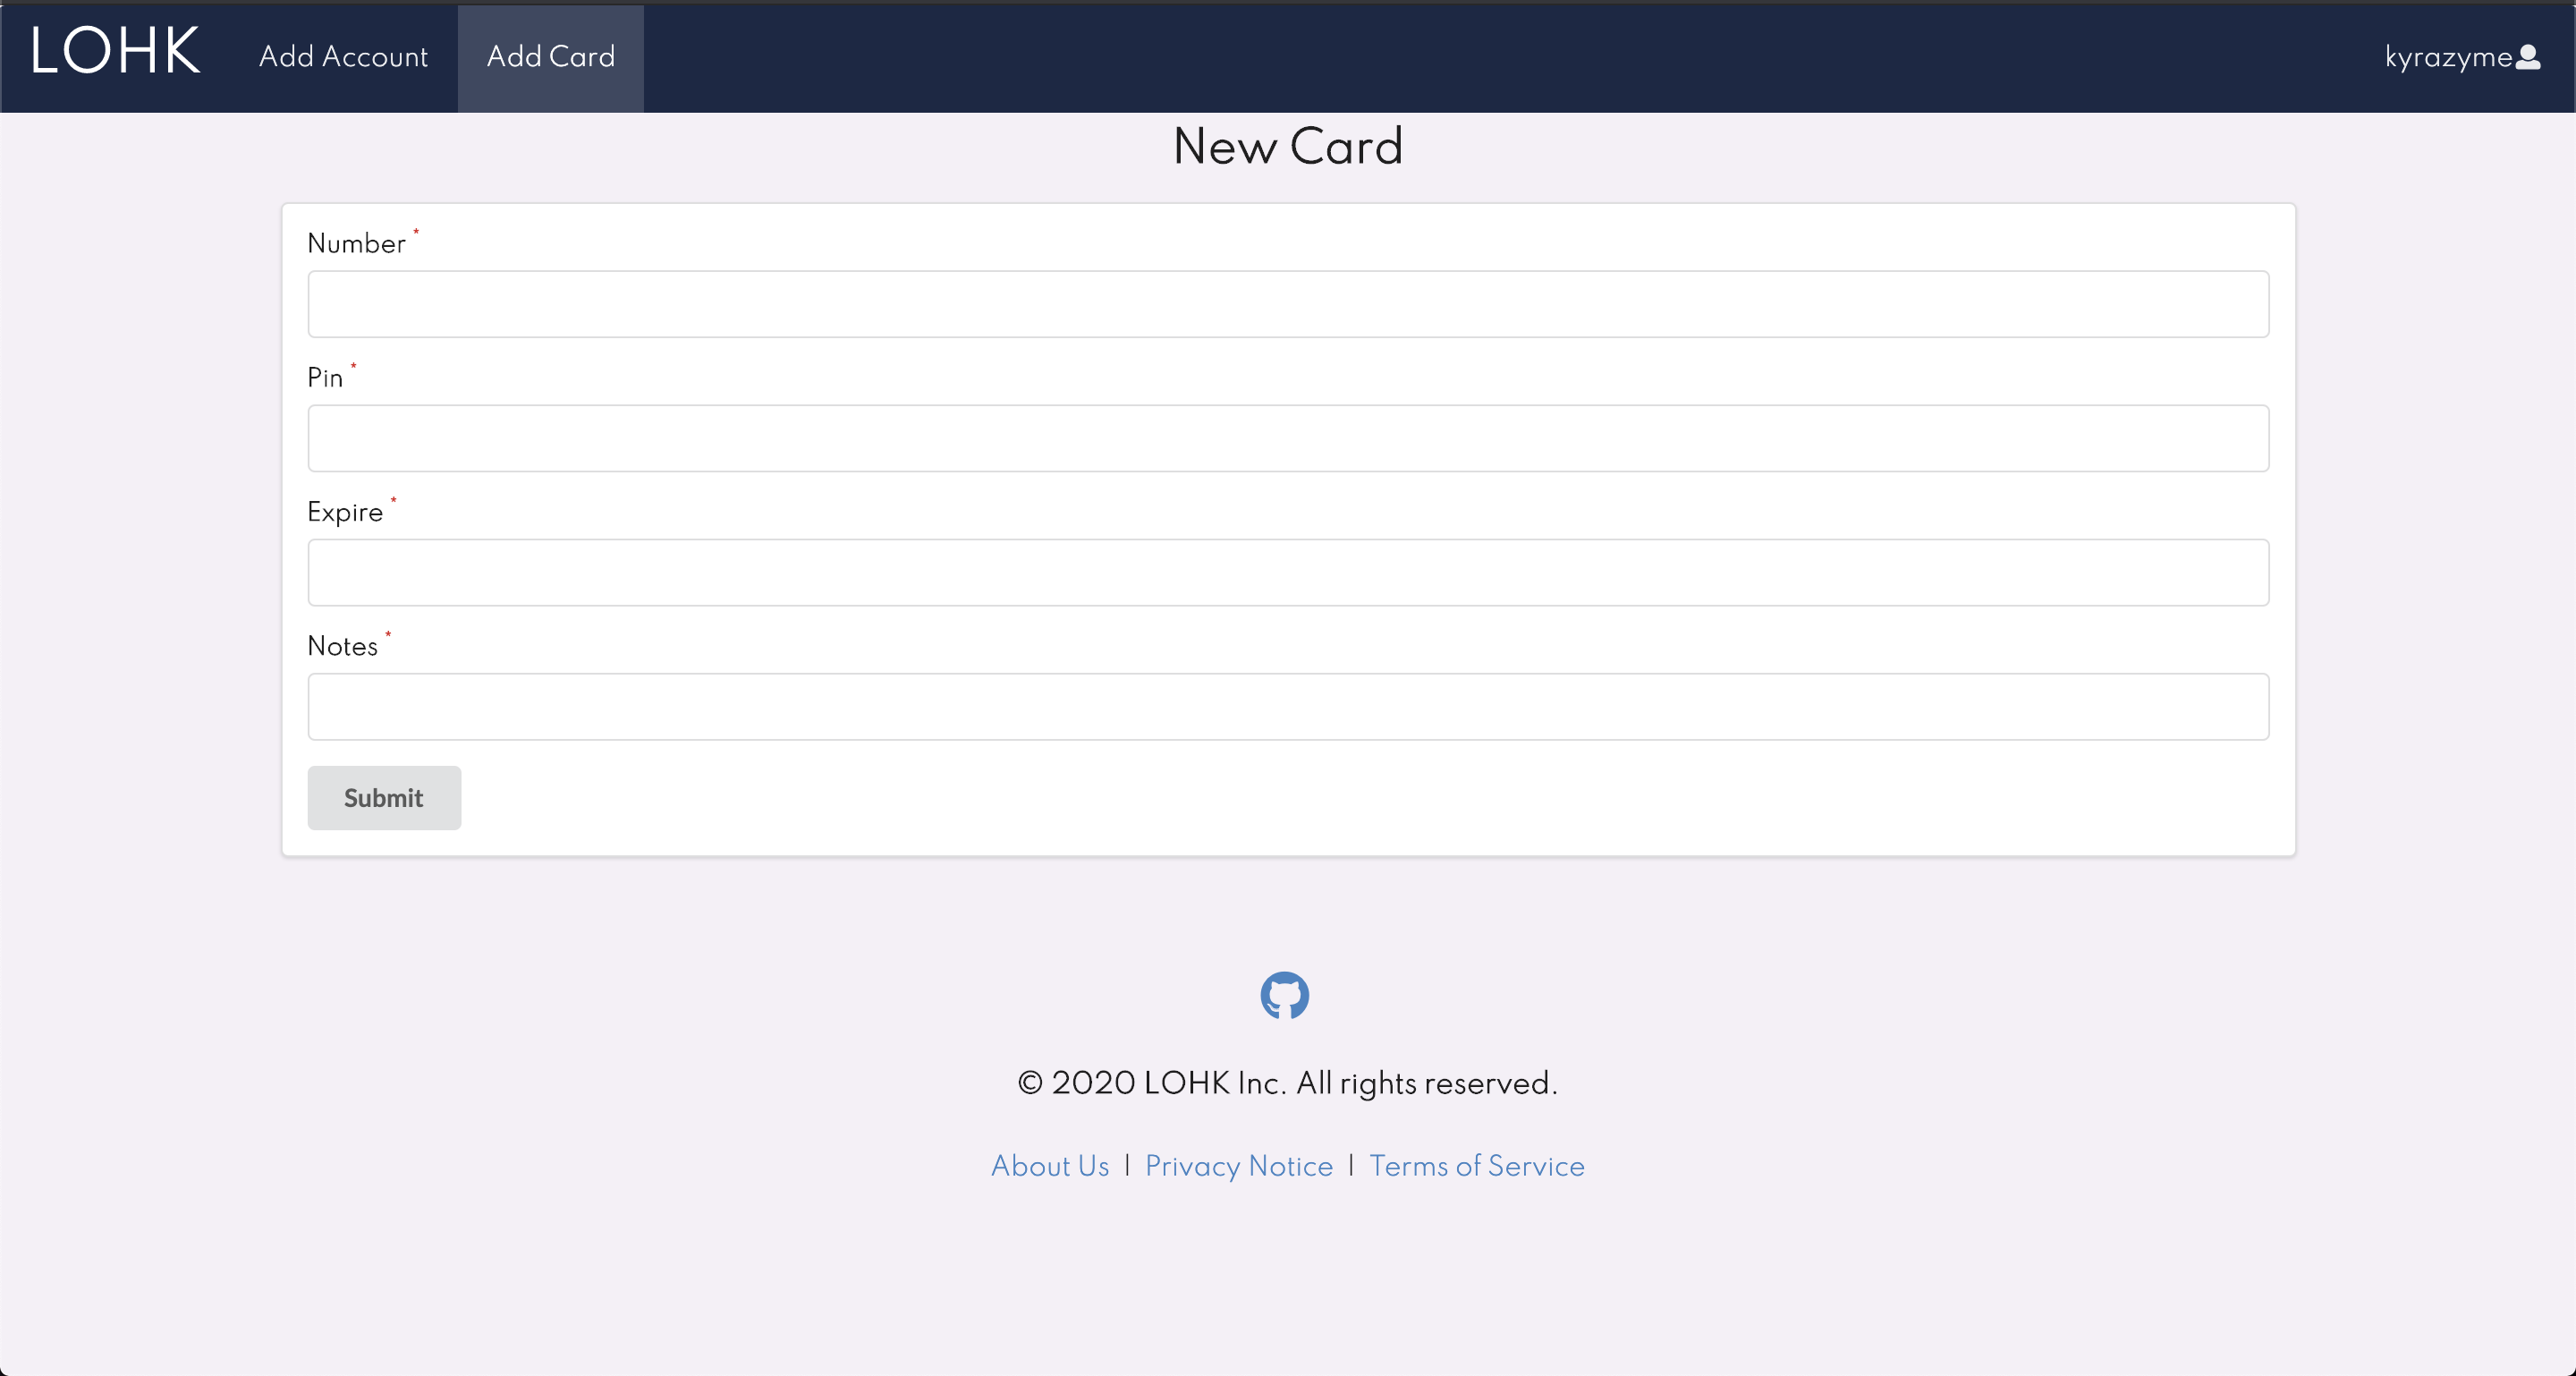 LOHK Add Account Add Card kyrazyme
New Card
Number *
Pin *
Expire *
Notes *
Submit
© 2020 LOHK Inc. All rights reserved.
About Us | Privacy Notice | Terms of Service